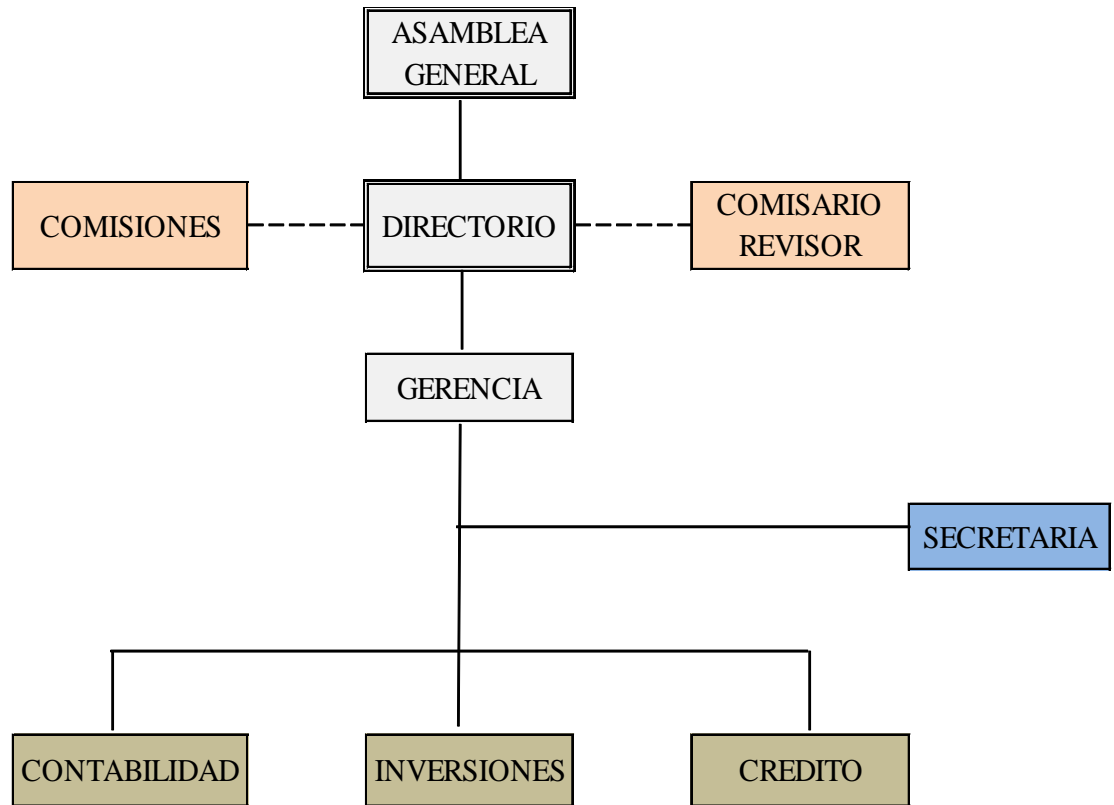 ASAMBLEA
GENERAL
COMISIONES
DIRECTORIO
COMISARIO
REVISOR
GERENCIA
SECRETARIA
CONTABILIDAD
INVERSIONES
CREDITO